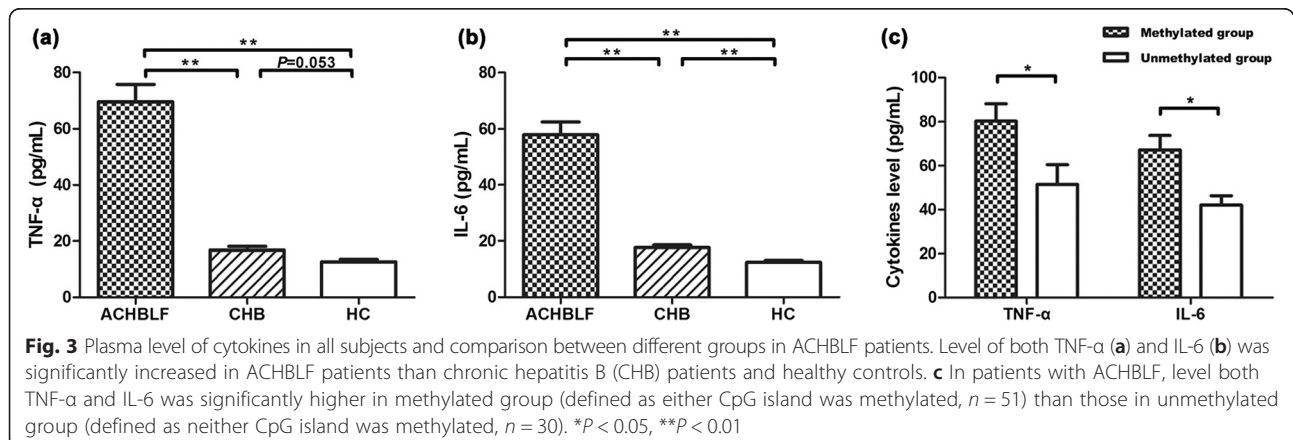 (a)
**
**
P=0.053
80
60
40
20
0
TNF-α (pg/mL)
ACHBLF CHB HC
(b)
**
**
**
80
60
40
20
0
IL-6 (pg/mL)
ACHBLF CHB HC
(c)
Methylated group
Unmethylated group
*
*
100
80
60
40
20
0
Cytokines level (pg/mL)
TNF-α IL-6
Fig. 3 Plasma level of cytokines in all subjects and comparison between different groups in ACHBLF patients. Level of both TNF-α (a) and IL-6 (b) was
significantly increased in ACHBLF patients than chronic hepatitis B (CHB) patients and healthy controls. c In patients with ACHBLF, level both
TNF-α and IL-6 was significantly higher in methylated group (defined as either CpG island was methylated, n = 51) than those in unmethylated
group (defined as neither CpG island was methylated, n = 30). *P < 0.05, **P < 0.01